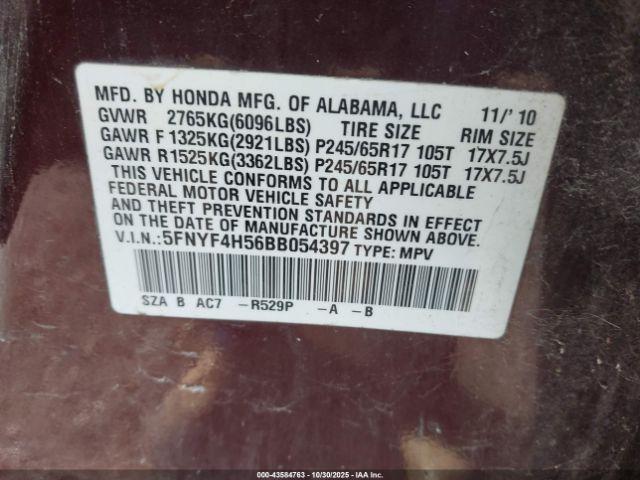 MFD. BY HONDA MFG. OF ALABAMA, LLC 11/'10
GVWR 2765KG(6096LBS) TIRE SIZE RIM SIZE
GAWR F 1325KG(2921LBS) P245/65R17 105T 17X7.5J
GAWR R1525KG(3362LBS) P245/65R17 105T 17X7.5J
THIS VEHICLE CONFORMS TO ALL APPLICABLE
FEDERAL MOTOR VEHICLE SAFETY
AND THEFT PREVENTION STANDARDS IN EFFECT
ON THE DATE OF MANUFACTURE SHOWN ABOVE.
V.I.N.:5FNYF4H56BB054397 TYPE: MPV
SZA B AC7 -R529P -A -B
000-43584763 | 10/30/2025 | IAA Inc.